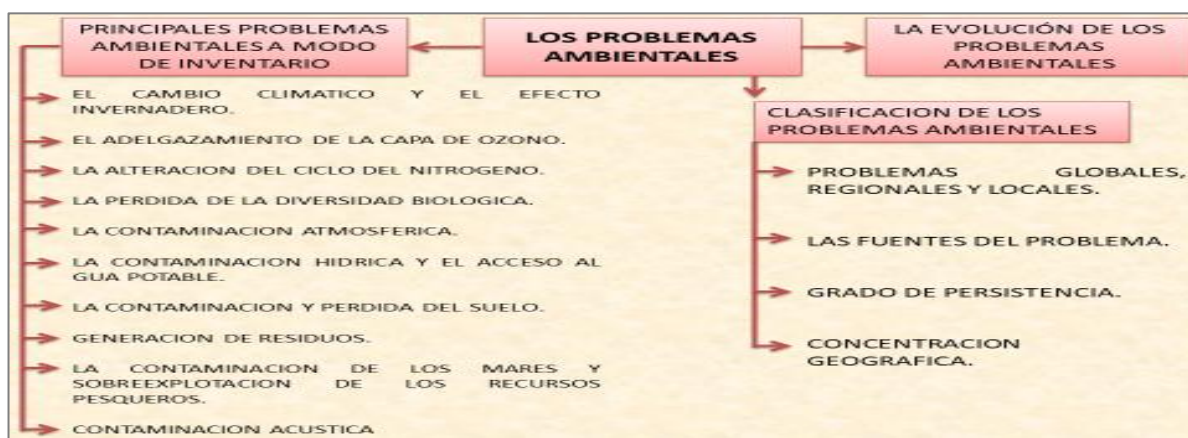 PRINCIPALES PROBLEMAS
AMBIENTALES A MODO
DE INVENTARIO
EL CAMBIO CLIMATICO Y EL EFECTO
INVERNADERO.
EL ADELGAZAMIENTO DE LA CAPA DE OZONO.
LA ALTERACION DEL CICLO DEL NITROGENO.
LA PERDIDA DE LA DIVERSIDAD BIOLOGICA.
LA CONTAMINACION ATMOSFERICA.
LA CONTAMINACION HIDRICA Y EL ACCESO AL
GUA POTABLE.
LA CONTAMINACION Y PERDIDA DEL SUELO.
GENERACION DE RESIDUOS.
LA CONTAMINACION DE LOS MARES Y
SOBREEXPLOTACION DE LOS RECURSOS
PESQUEROS.
CONTAMINACION ACUSTICA
LOS PROBLEMAS
AMBIENTALES
LA EVOLUCIÓN DE LOS
PROBLEMAS
AMBIENTALES
CLASIFICACION DE LOS
PROBLEMAS AMBIENTALES
PROBLEMAS GLOBALES,
REGIONALES Y LOCALES.
LAS FUENTES DEL PROBLEMA.
GRADO DE PERSISTENCIA.
CONCENTRACION
GEOGRAFICA.